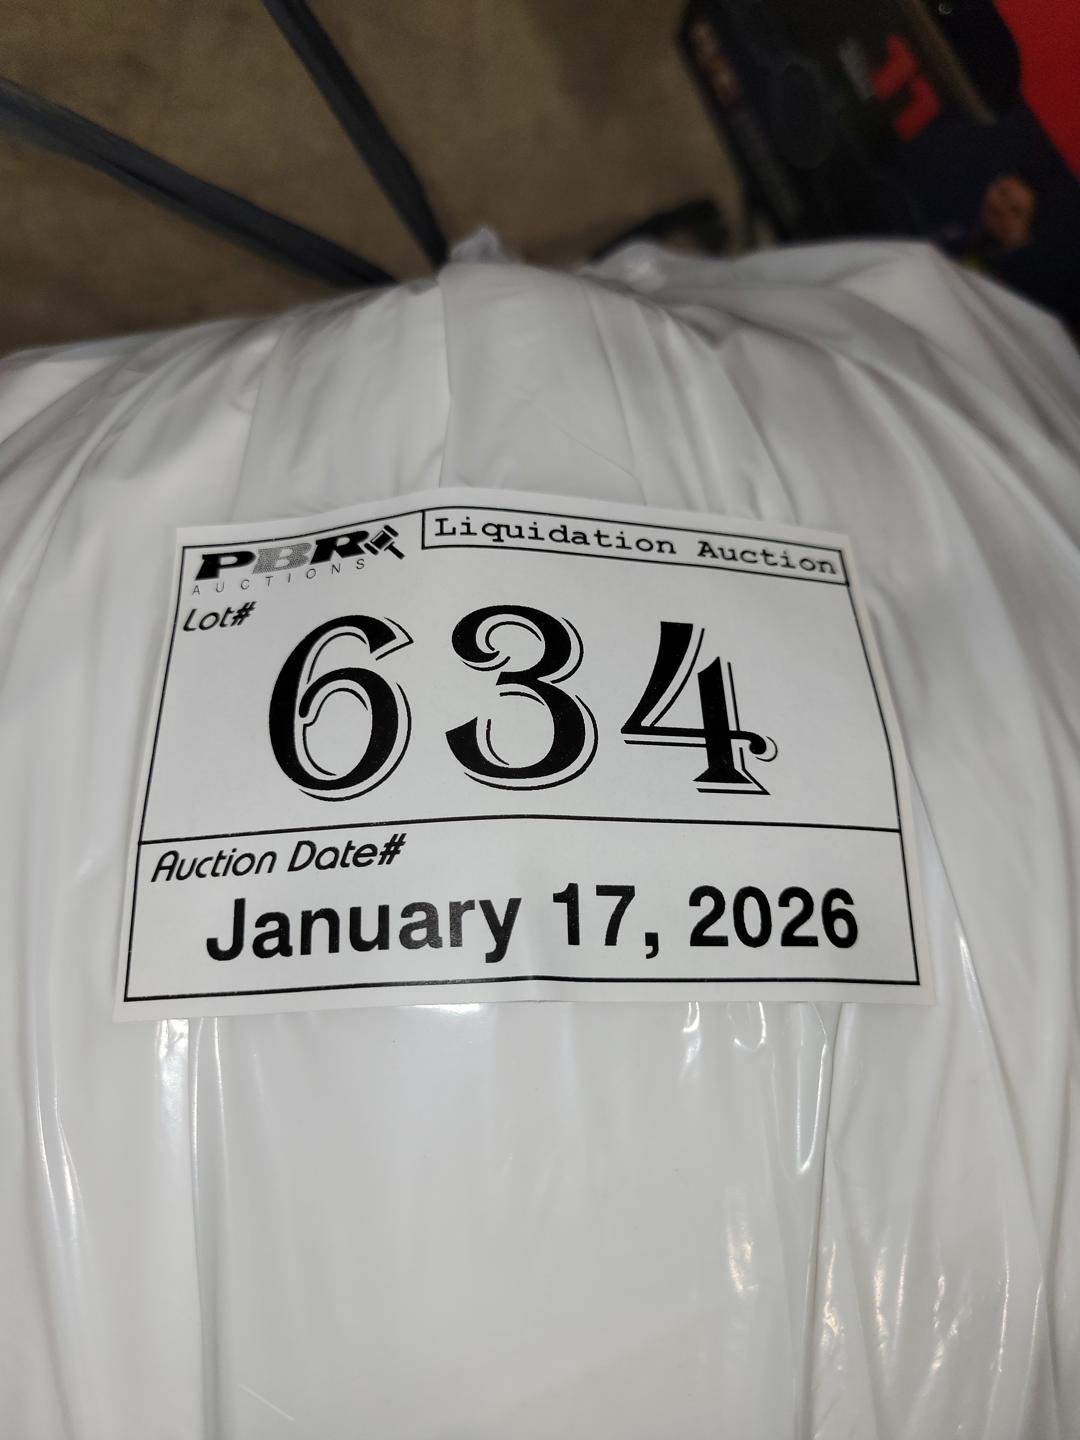 PBR
AUCTIONS
Liquidation Auction
Lot#
634
Auction Date#
January 17, 2026